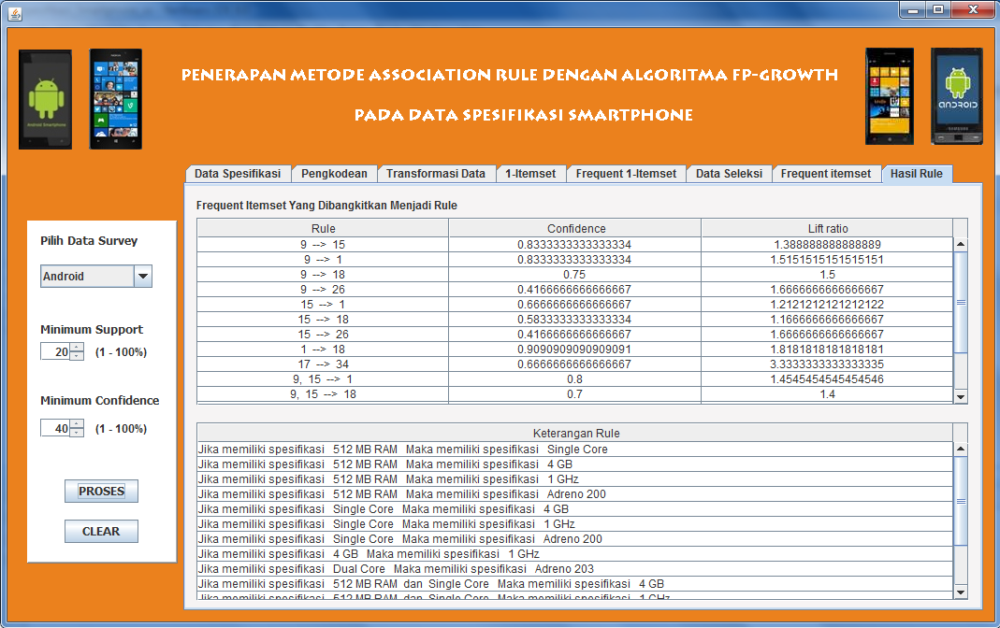 PENERAPAN METODE ASSOCIATION RULE DENGAN ALGORITMA FP-GROWTH
PADA DATA SPESIFIKASI SMARTPHONE
Data Spesifikasi Pengkodean Transformasi Data 1-Itemset Frequent 1-Itemset Data Seleksi Frequent itemset Hasil Rule
Pilih Data Survey
Android
Minimum Support
20 (1 - 100%)
Minimum Confidence
40 (1 - 100%)
PROSES
CLEAR
Frequent Itemset Yang Dibangkitkan Menjadi Rule
Rule Confidence Lift ratio
9 --> 15 0.8333333333333334 1.388888888888889
9 --> 1 0.8333333333333334 1.5151515151515151
9 --> 18 0.75 1.5
9 --> 26 0.4166666666666667 1.6666666666666667
15 --> 1 0.6666666666666667 1.2121212121212122
15 --> 18 0.5833333333333334 1.1666666666666667
15 --> 26 0.4166666666666667 1.6666666666666667
1 --> 18 0.9090909090909091 1.8181818181818181
17 --> 34 0.6666666666666667 3.3333333333333335
9, 15 --> 1 0.8 1.4545454545454546
9, 15 --> 18 0.7 1.4
Keterangan Rule
Jika memiliki spesifikasi 512 MB RAM Maka memiliki spesifikasi Single Core
Jika memiliki spesifikasi 512 MB RAM Maka memiliki spesifikasi 4 GB
Jika memiliki spesifikasi 512 MB RAM Maka memiliki spesifikasi 1 GHz
Jika memiliki spesifikasi 512 MB RAM Maka memiliki spesifikasi Adreno 200
Jika memiliki spesifikasi Single Core Maka memiliki spesifikasi 4 GB
Jika memiliki spesifikasi Single Core Maka memiliki spesifikasi 1 GHz
Jika memiliki spesifikasi Single Core Maka memiliki spesifikasi Adreno 200
Jika memiliki spesifikasi 4 GB Maka memiliki spesifikasi 1 GHz
Jika memiliki spesifikasi Dual Core Maka memiliki spesifikasi Adreno 203
Jika memiliki spesifikasi 512 MB RAM dan Single Core Maka memiliki spesifikasi 4 GB
Jika memiliki spesifikasi 512 MB RAM dan Single Core Maka memiliki spesifikasi 1 GHz
Android Smartphone
ANDROID
SAMSUNG